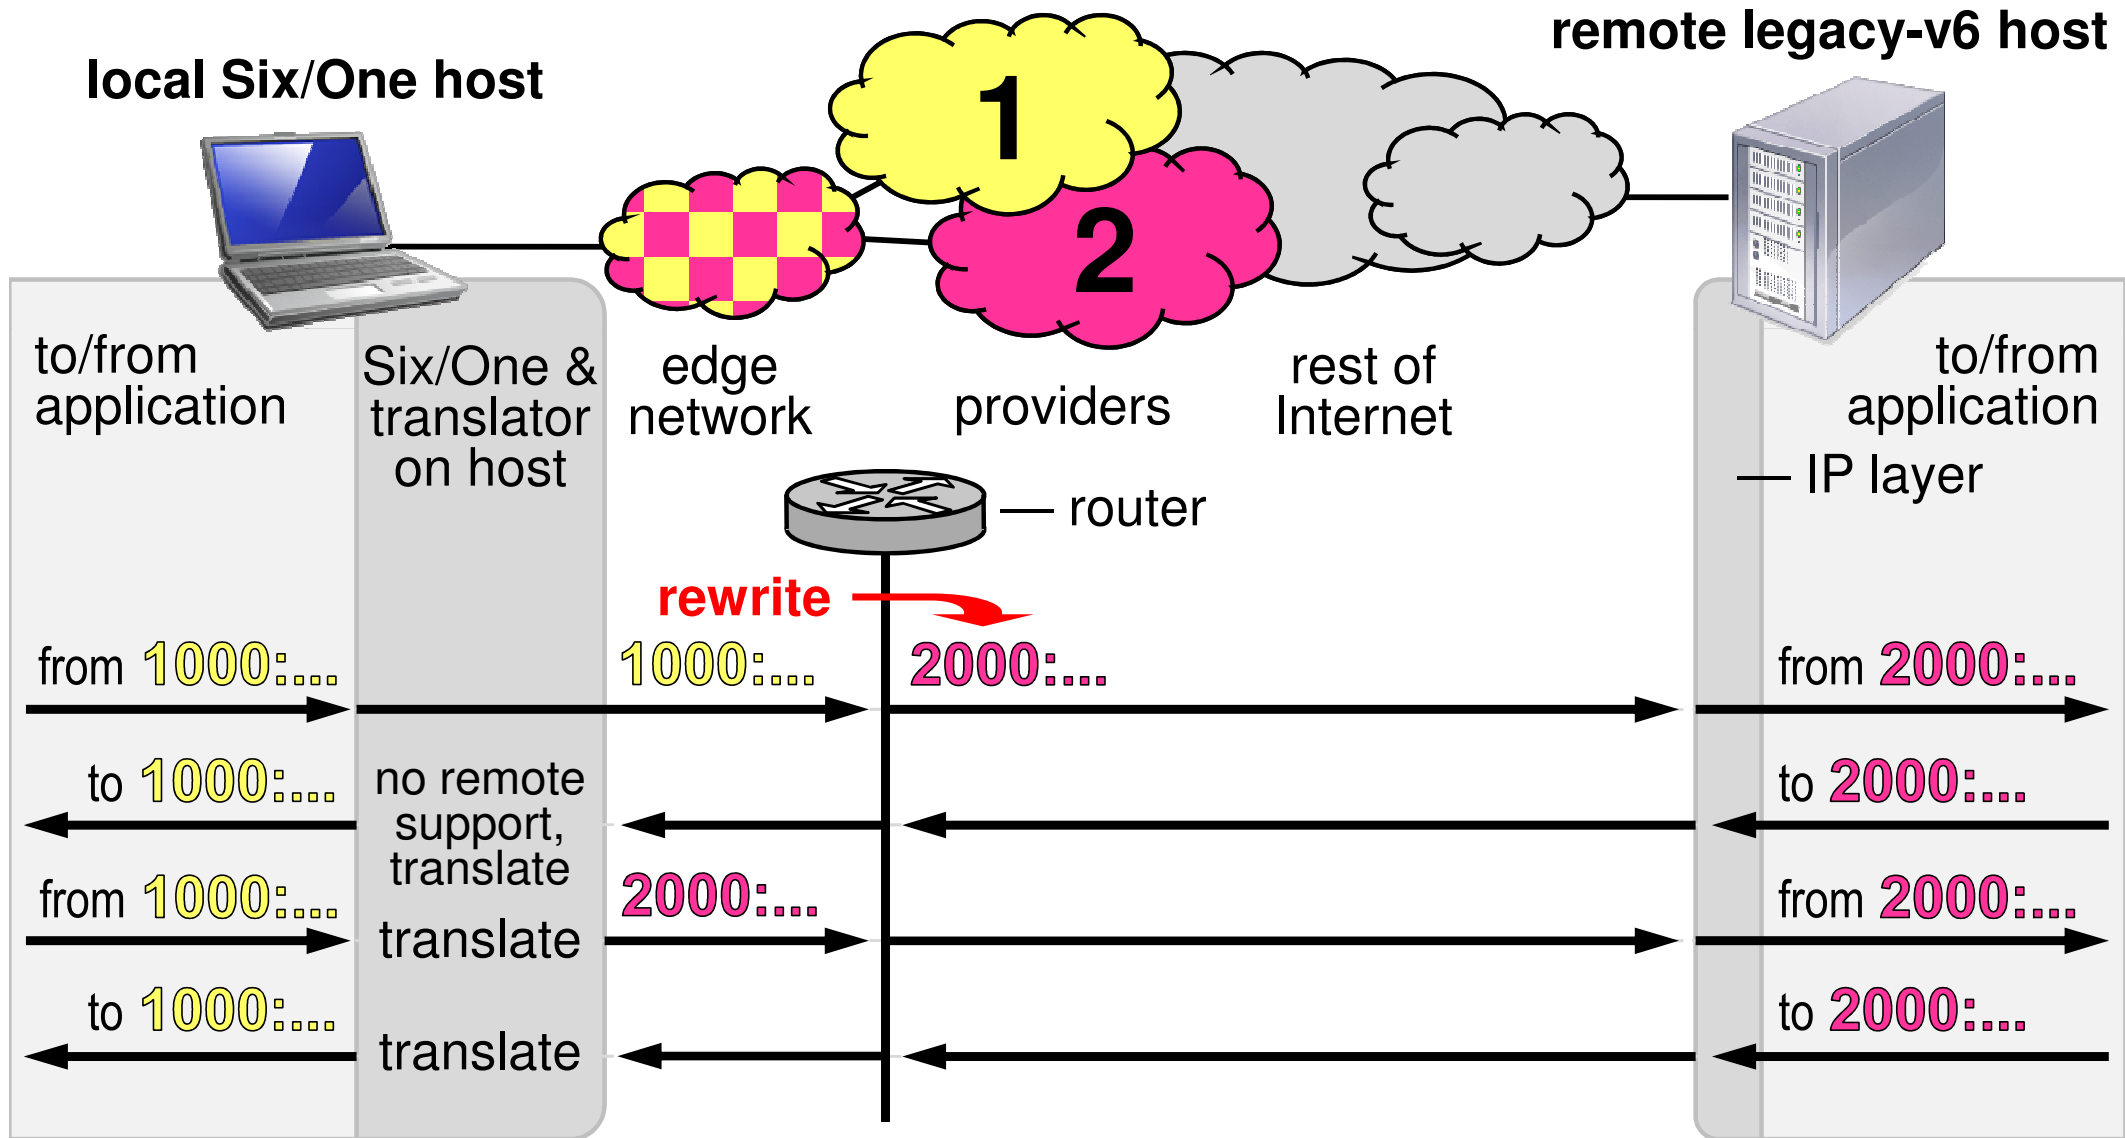 local Six/One host
remote legacy-v6 host
1
2
to/from
application
Six/One &
translator
on host
edge
network
providers
rest of
Internet
to/from
application
IP layer
router
rewrite
from 1000:...
1000:...
2000:...
from 2000:...
to 1000:...
no remote
support,
translate
to 2000:...
from 1000:...
translate
2000:...
from 2000:...
to 1000:...
translate
to 2000:...